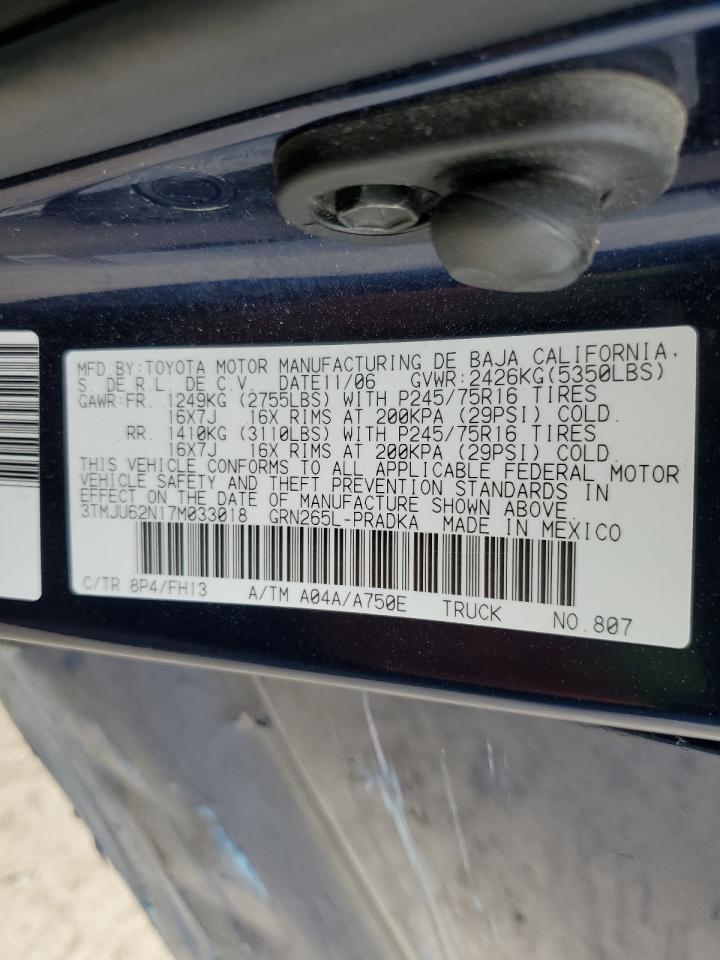 MFD.BY:TOYOTA MOTOR MANUFACTURING DE BAJA CALIFORNIA,
S. DE R.L. DE C.V. DATE11/06 GVWR:2426KG(5350LBS)
GAWR:FR. 1249KG (2755LBS) WITH P245/75R16 TIRES
16X7J 16X RIMS AT 200KPA (29PSI) COLD.
RR. 1410KG (3110LBS) WITH P245/75R16 TIRES
16X7J 16X RIMS AT 200KPA (29PSI) COLD.
THIS VEHICLE CONFORMS TO ALL APPLICABLE FEDERAL MOTOR
VEHICLE SAFETY AND THEFT PREVENTION STANDARDS IN
EFFECT ON THE DATE OF MANUFACTURE SHOWN ABOVE.
3TMJU62N17M033018 GRN265L-PRADKA MADE IN MEXICO
C/TR 8P4/FH13 A/TM A04A/A750E TRUCK NO.807